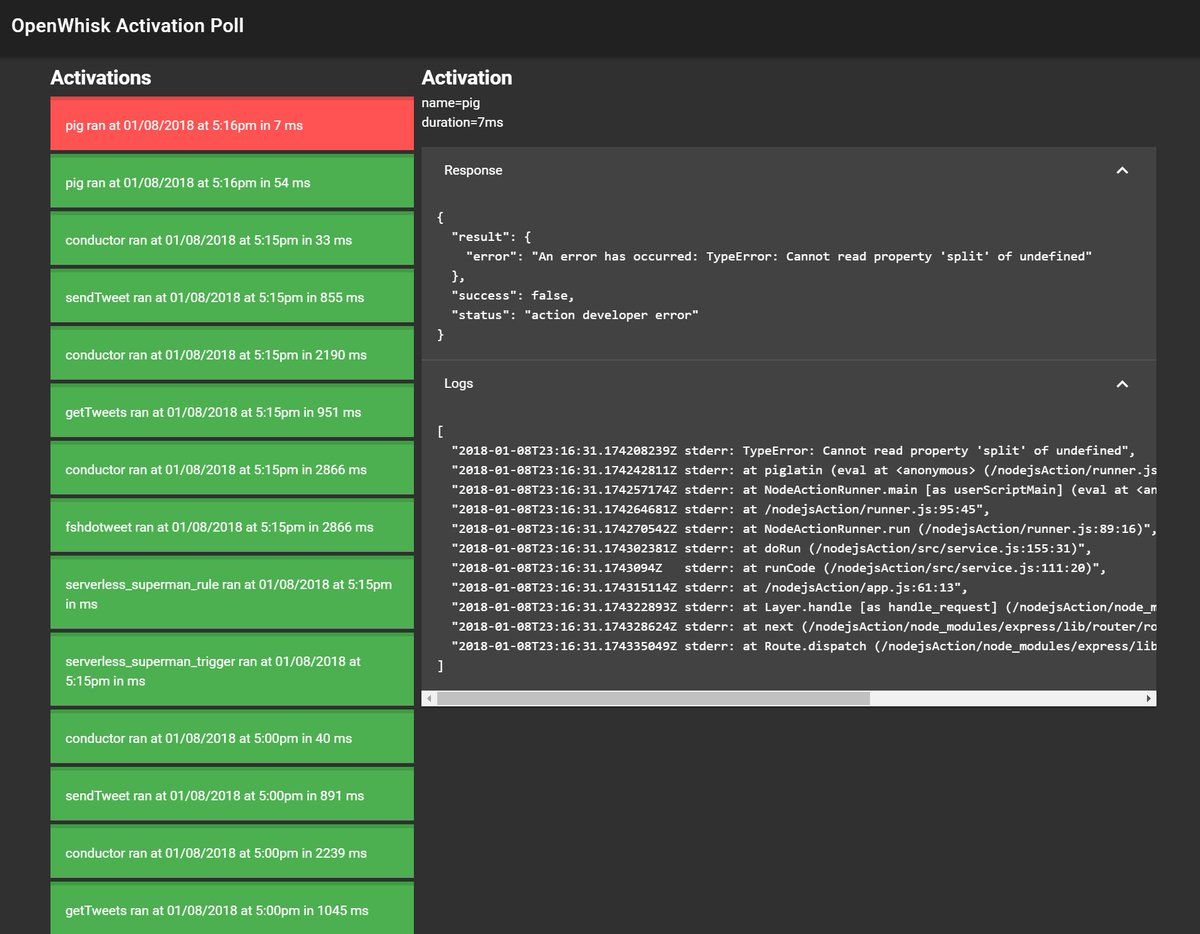 OpenWhisk Activation Poll
Activations
pig ran at 01/08/2018 at 5:16pm in 7 ms
pig ran at 01/08/2018 at 5:16pm in 54 ms
conductor ran at 01/08/2018 at 5:15pm in 33 ms
sendTweet ran at 01/08/2018 at 5:15pm in 855 ms
conductor ran at 01/08/2018 at 5:15pm in 2190 ms
getTweets ran at 01/08/2018 at 5:15pm in 951 ms
conductor ran at 01/08/2018 at 5:15pm in 2866 ms
fshdotweet ran at 01/08/2018 at 5:15pm in 2866 ms
serverless_superman_rule ran at 01/08/2018 at 5:15pm
in ms
serverless_superman_trigger ran at 01/08/2018 at
5:15pm in ms
conductor ran at 01/08/2018 at 5:00pm in 40 ms
sendTweet ran at 01/08/2018 at 5:00pm in 891 ms
conductor ran at 01/08/2018 at 5:00pm in 2239 ms
getTweets ran at 01/08/2018 at 5:00pm in 1045 ms
Activation
name=pig
duration=7ms
Response
{
  "result": {
    "error": "An error has occurred: TypeError: Cannot read property 'split' of undefined"
  },
  "success": false,
  "status": "action developer error"
}
Logs
[
  "2018-01-08T23:16:31.174208239Z stderr: TypeError: Cannot read property 'split' of undefined",
  "2018-01-08T23:16:31.174242811Z stderr: at piglatin (eval at <anonymous> (/nodejsAction/runner.js
  "2018-01-08T23:16:31.174257174Z stderr: at NodeActionRunner.main [as userScriptMain] (eval at <an
  "2018-01-08T23:16:31.174264681Z stderr: at /nodejsAction/runner.js:95:45",
  "2018-01-08T23:16:31.174270542Z stderr: at NodeActionRunner.run (/nodejsAction/runner.js:89:16)",
  "2018-01-08T23:16:31.174302381Z stderr: at doRun (/nodejsAction/src/service.js:155:31)",
  "2018-01-08T23:16:31.1743094Z   stderr: at runCode (/nodejsAction/src/service.js:111:20)",
  "2018-01-08T23:16:31.174315114Z stderr: at /nodejsAction/app.js:61:13",
  "2018-01-08T23:16:31.174322893Z stderr: at Layer.handle [as handle_request] (/nodejsAction/node_m
  "2018-01-08T23:16:31.174328624Z stderr: at next (/nodejsAction/node_modules/express/lib/router/ro
  "2018-01-08T23:16:31.174335049Z stderr: at Route.dispatch (/nodejsAction/node_modules/express/lib
]